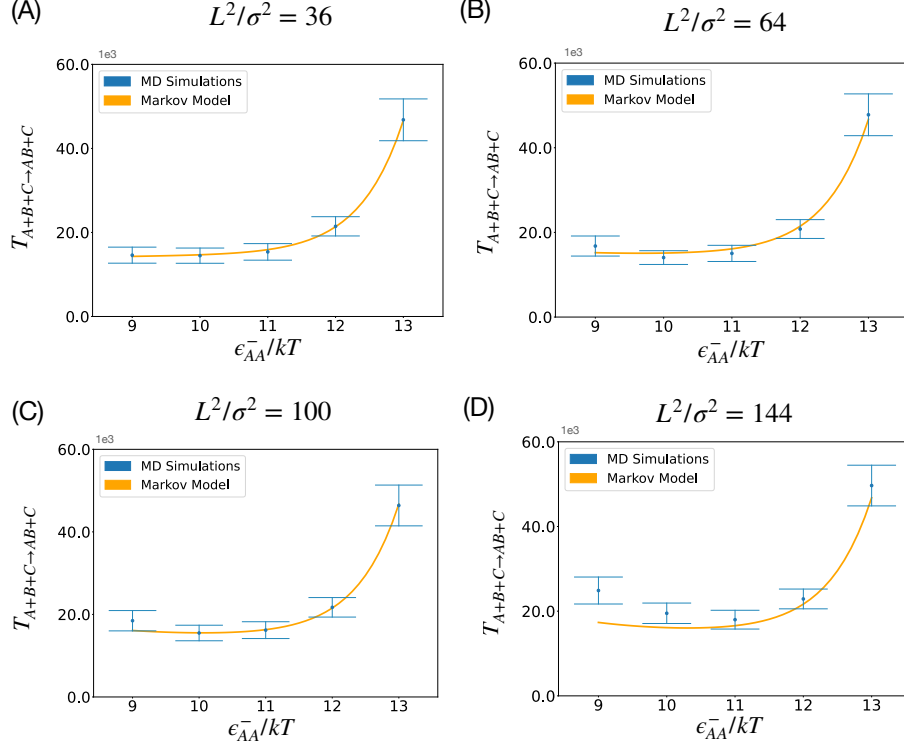 (A)
L²/σ² = 36
1e3
60.0
40.0
20.0
0.0
MD Simulations
Markov Model
T_{A+B+C→AB+C}
9 10 11 12 13
ϵ⁻_{AA}/kT
(B)
L²/σ² = 64
1e3
60.0
40.0
20.0
0.0
MD Simulations
Markov Model
T_{A+B+C→AB+C}
9 10 11 12 13
ϵ⁻_{AA}/kT
(C)
L²/σ² = 100
1e3
60.0
40.0
20.0
0.0
MD Simulations
Markov Model
T_{A+B+C→AB+C}
9 10 11 12 13
ϵ⁻_{AA}/kT
(D)
L²/σ² = 144
1e3
60.0
40.0
20.0
0.0
MD Simulations
Markov Model
T_{A+B+C→AB+C}
9 10 11 12 13
ϵ⁻_{AA}/kT